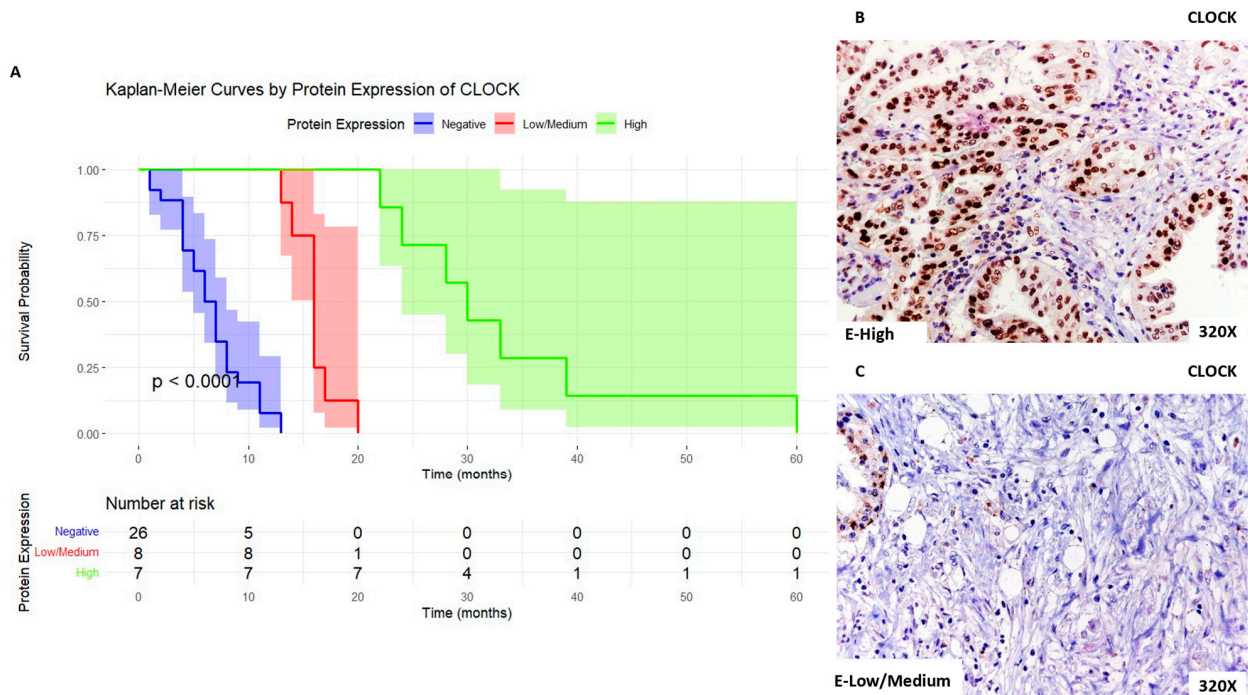 A
Kaplan-Meier Curves by Protein Expression of CLOCK
Protein Expression Negative Low/Medium High
Survival Probability
1.00
0.75
0.50
0.25
0.00
p < 0.0001
0 10 20 30 40 50 60
Time (months)
Number at risk
Protein Expression
Negative 26 5 0 0 0 0 0
Low/Medium 8 8 1 0 0 0 0
High 7 7 7 4 1 1 1
0 10 20 30 40 50 60
Time (months)
B CLOCK
E-High 320X
C CLOCK
E-Low/Medium 320X